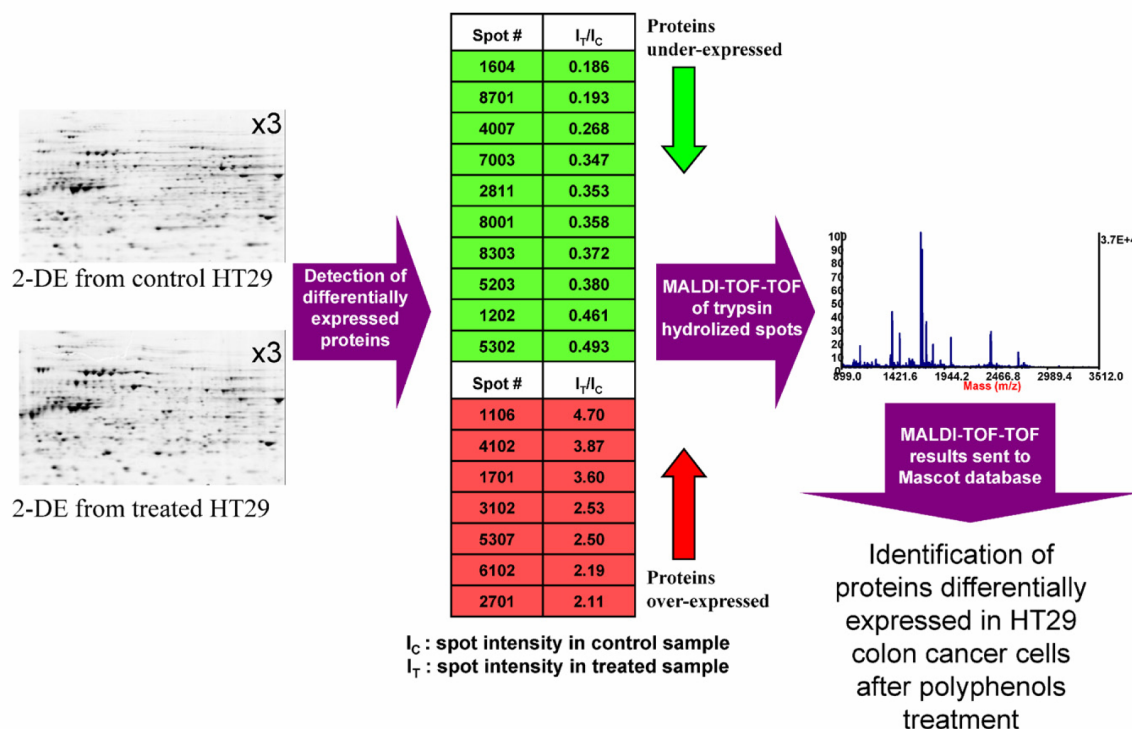 x3
2-DE from control HT29
x3
2-DE from treated HT29
Detection of
differentially
expressed
proteins
Spot # I_T/I_C
1604 0.186
8701 0.193
4007 0.268
7003 0.347
2811 0.353
8001 0.358
8303 0.372
5203 0.380
1202 0.461
5302 0.493
Spot # I_T/I_C
1106 4.70
4102 3.87
1701 3.60
3102 2.53
5307 2.50
6102 2.19
2701 2.11
I_C : spot intensity in control sample
I_T : spot intensity in treated sample
Proteins
under-expressed
Proteins
over-expressed
MALDI-TOF-TOF
of trypsin
hydrolized spots
100
90
80
70
60
50
40
30
20
10
0
3.7E+4
899.0 1421.6 1944.2 2466.8 2989.4 3512.0
Mass (m/z)
MALDI-TOF-TOF
results sent to
Mascot database
Identification of
proteins differentially
expressed in HT29
colon cancer cells
after polyphenols
treatment